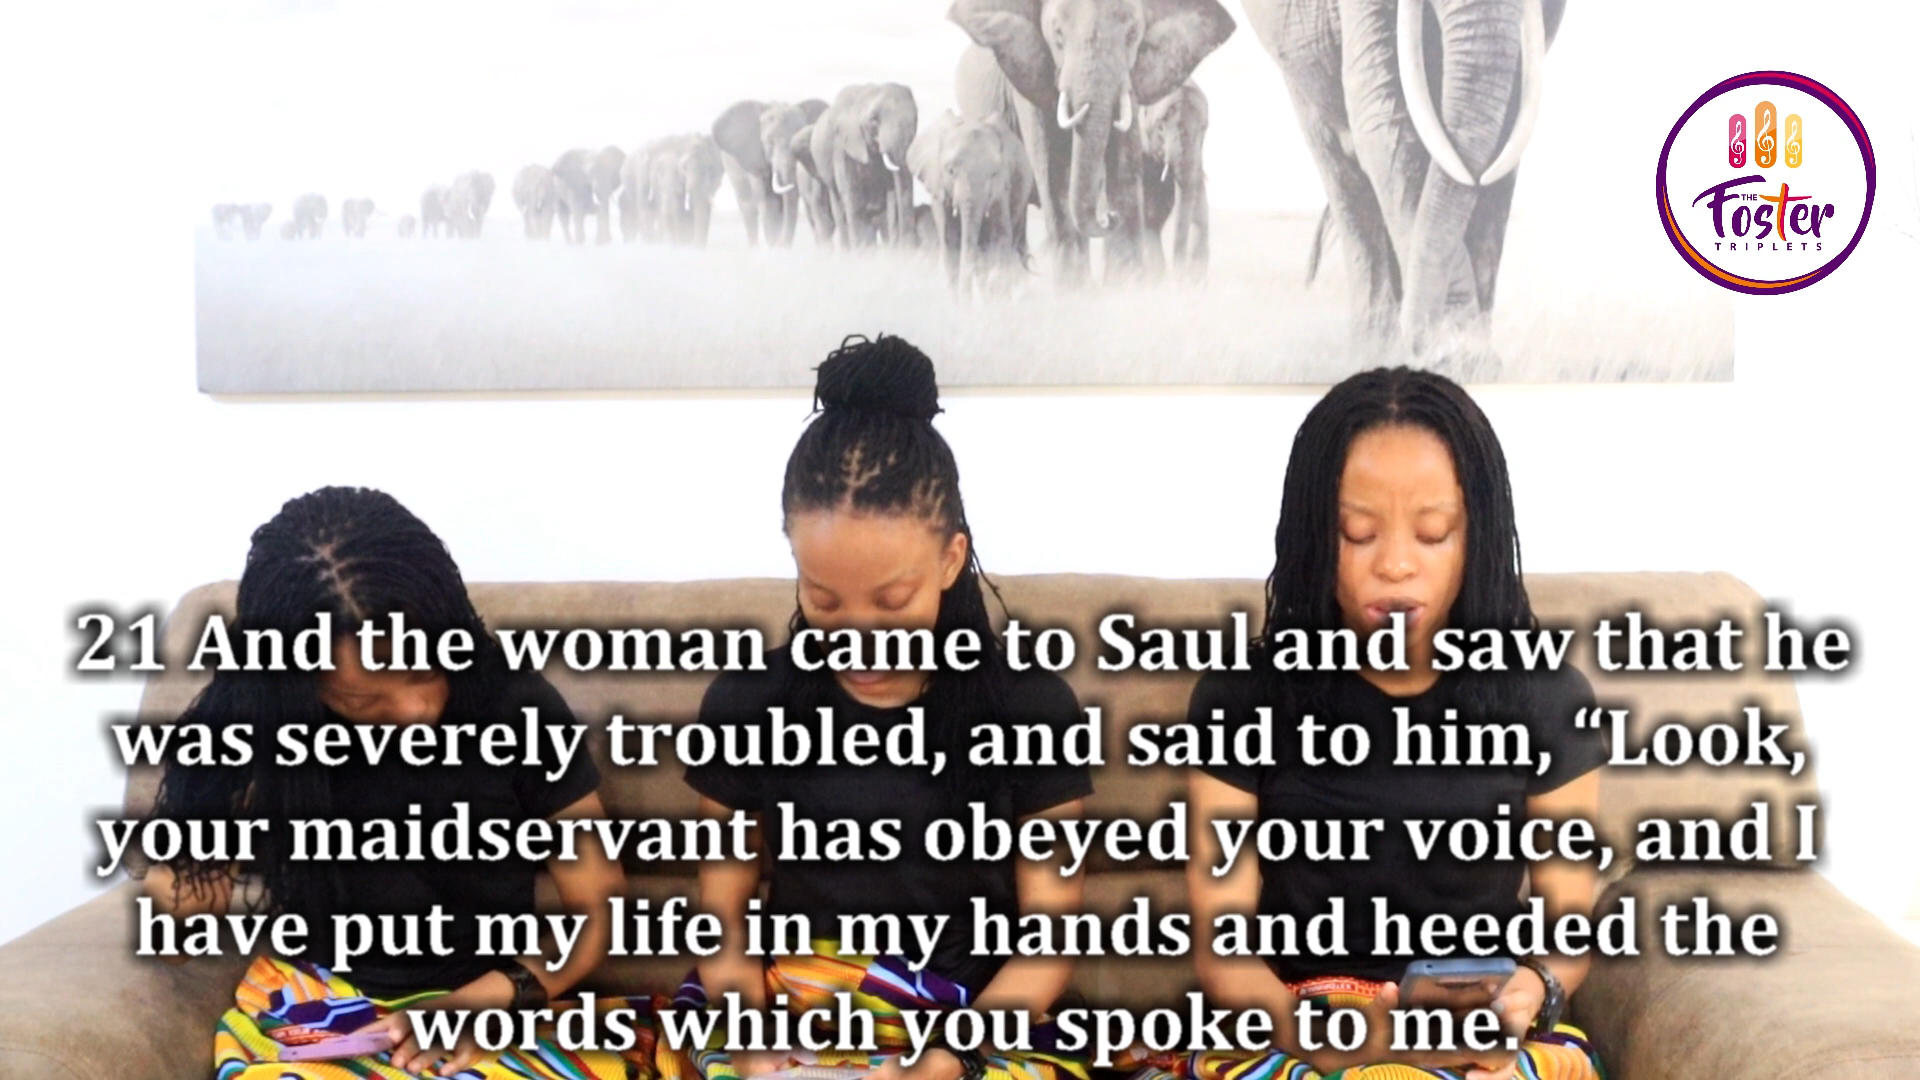 THE
Foster
TRIPLETS
21 And the woman came to Saul and saw that he
was severely troubled, and said to him, “Look,
your maidservant has obeyed your voice, and I
have put my life in my hands and heeded the
words which you spoke to me.